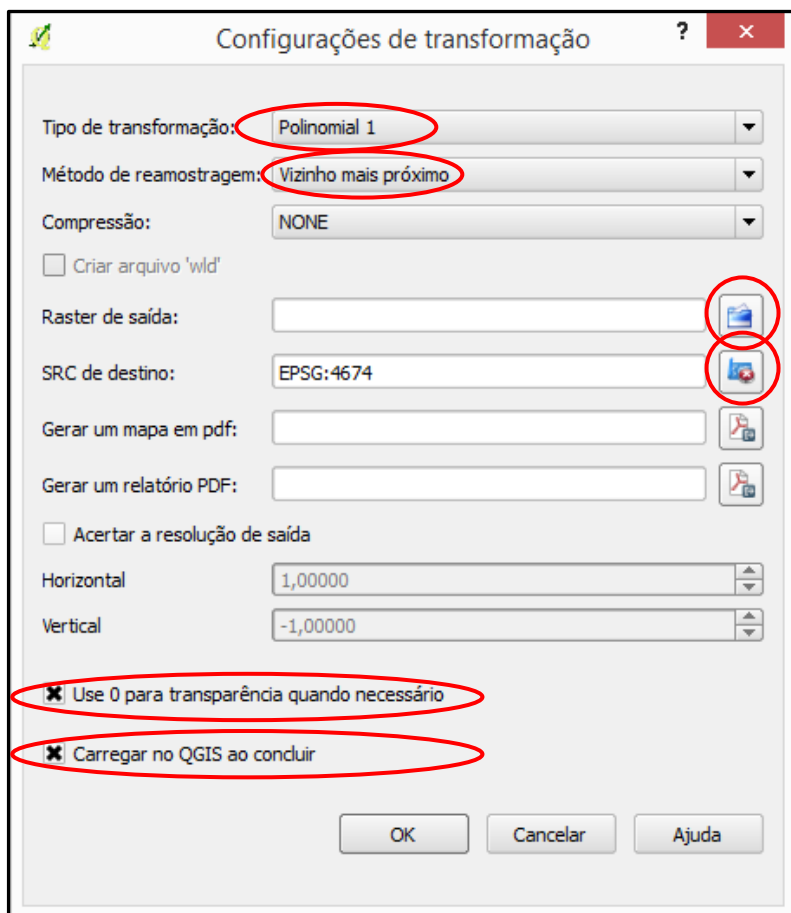 Configurações de transformação ? ×
Tipo de transformação: Polinomial 1
Método de reamostragem: Vizinho mais próximo
Compressão: NONE
Criar arquivo 'wld'
Raster de saída:
SRC de destino: EPSG:4674
Gerar um mapa em pdf:
Gerar um relatório PDF:
Acertar a resolução de saída
Horizontal 1,00000
Vertical -1,00000
Use 0 para transparência quando necessário
Carregar no QGIS ao concluir
OK Cancelar Ajuda